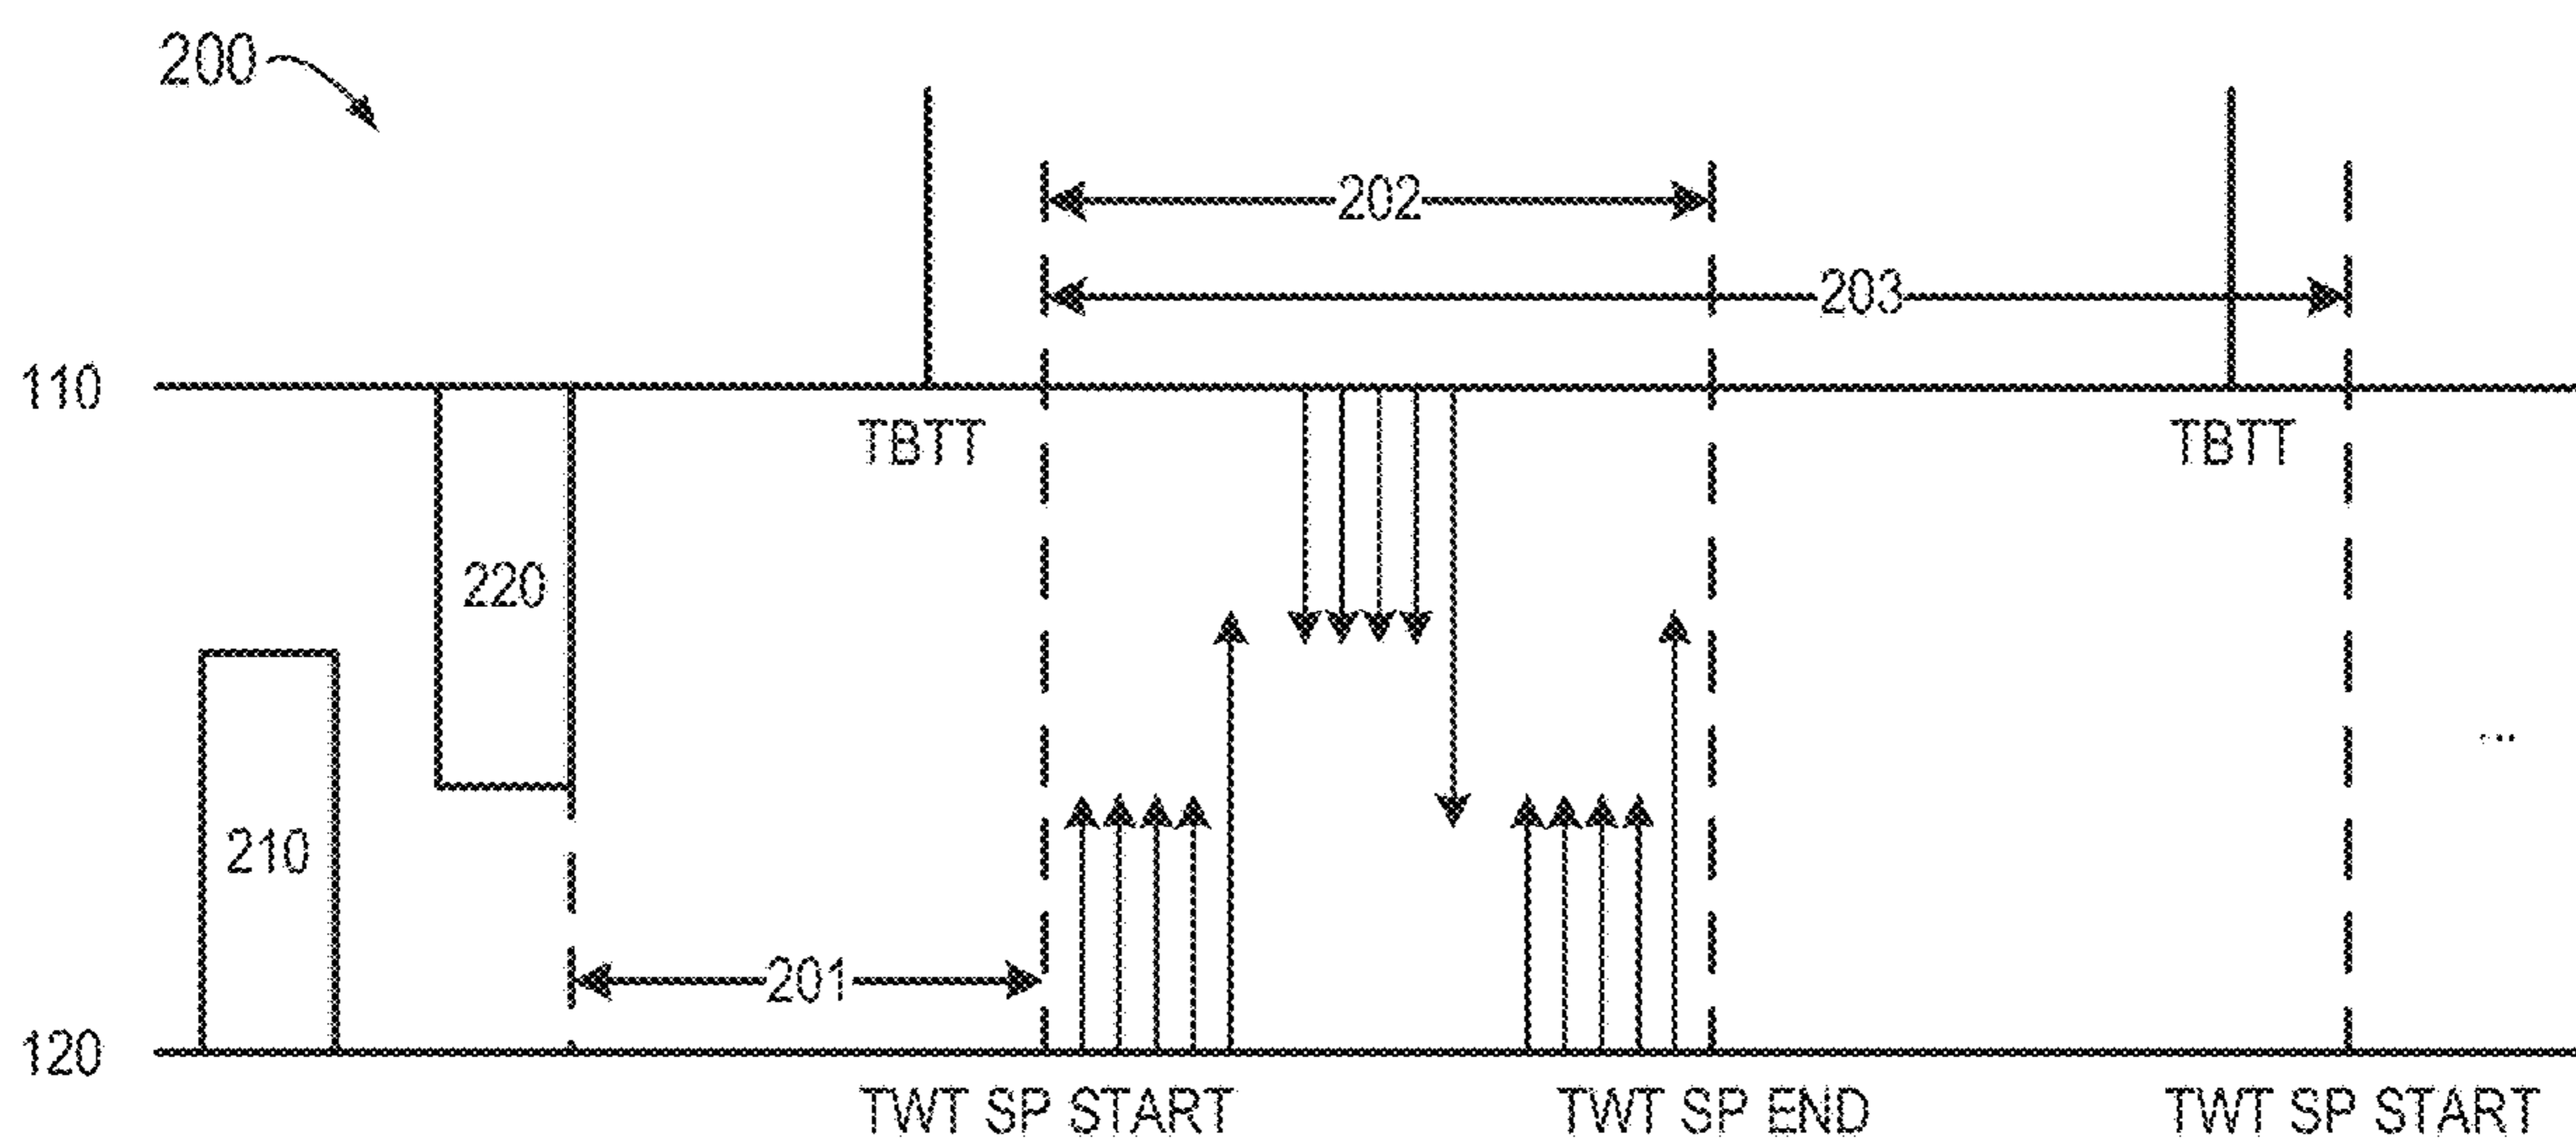 200
202
203
110
TBTT
TBTT
220
210
201
120
TWT SP START
TWT SP END
TWT SP START
...